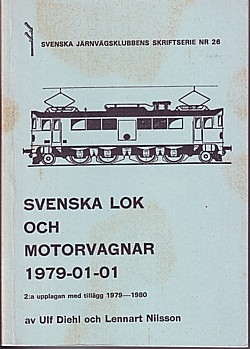 SVENSKA JÄRNVÄGSKLUBBENS SKRIFTSERIE NR 26
SVENSKA LOK
OCH
MOTORVAGNAR
1979-01-01
2:a upplagan med tillägg 1979—1980
av Ulf Diehl och Lennart Nilsson